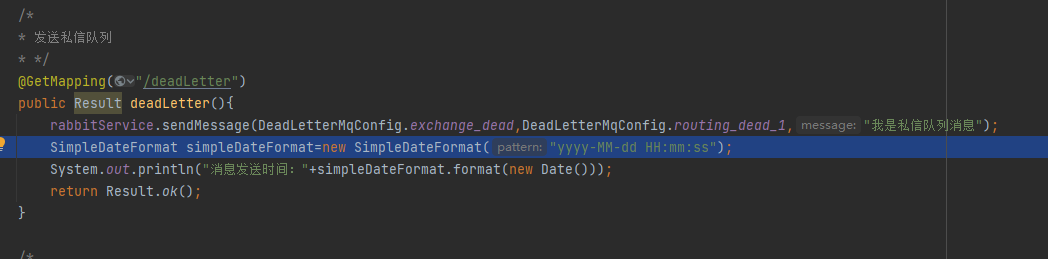 /*
* 发送私信队列
* */
@GetMapping("/deadLetter")
public Result deadLetter(){
rabbitService.sendMessage(DeadLetterMqConfig.exchange_dead,DeadLetterMqConfig.routing_dead_1, message: "我是私信队列消息");
SimpleDateFormat simpleDateFormat=new SimpleDateFormat( pattern: "yyyy-MM-dd HH:mm:ss");
System.out.println("消息发送时间："+simpleDateFormat.format(new Date()));
return Result.ok();
}
/*